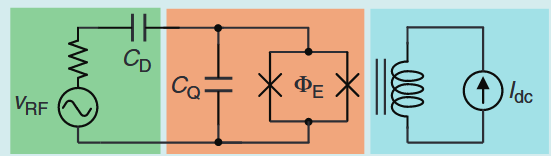 C_D
C_Q
Φ_E
V_RF
I_dc